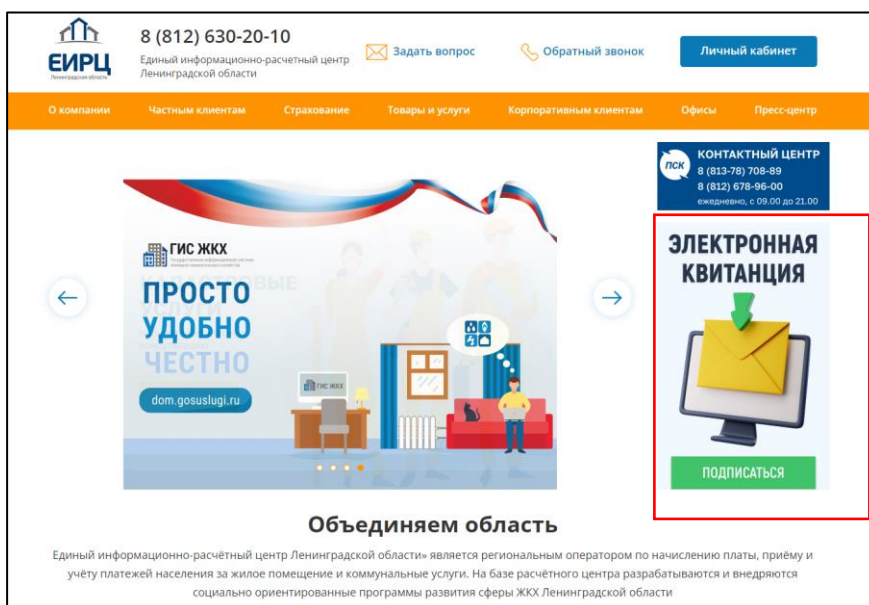 ЕИРЦ
Ленинградская область
8 (812) 630-20-10
Единый информационно-расчетный центр
Ленинградской области
Задать вопрос
Обратный звонок
Личный кабинет
О компании
Частным клиентам
Страхование
Товары и услуги
Корпоративным клиентам
Офисы
Пресс-центр
ПСК
КОНТАКТНЫЙ ЦЕНТР
8 (813-78) 708-89
8 (812) 678-96-00
ежедневно, с 09.00 до 21.00
ГИС ЖКХ
ПРОСТО
УДОБНО
ЧЕСТНО
dom.gosuslugi.ru
ГИС ЖКХ
ЭЛЕКТРОННАЯ
КВИТАНЦИЯ
ПОДПИСАТЬСЯ
Объединяем область
Единый информационно-расчётный центр Ленинградской области» является региональным оператором по начислению платы, приёму и
учёту платежей населения за жилое помещение и коммунальные услуги. На базе расчётного центра разрабатываются и внедряются
социально ориентированные программы развития сферы ЖКХ Ленинградской области